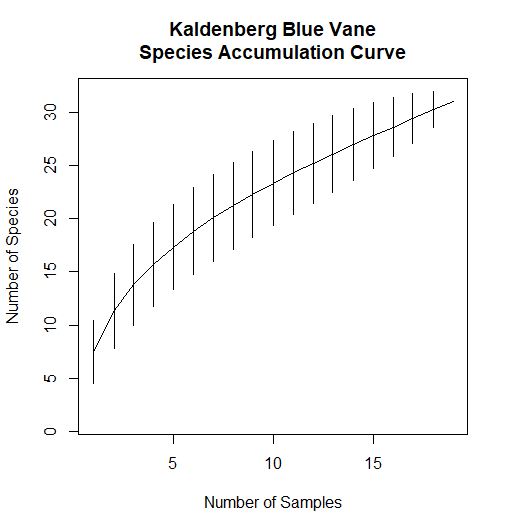 Kaldenberg Blue Vane
Species Accumulation Curve
Number of Species
30
25
20
15
10
5
0
5 10 15
Number of Samples